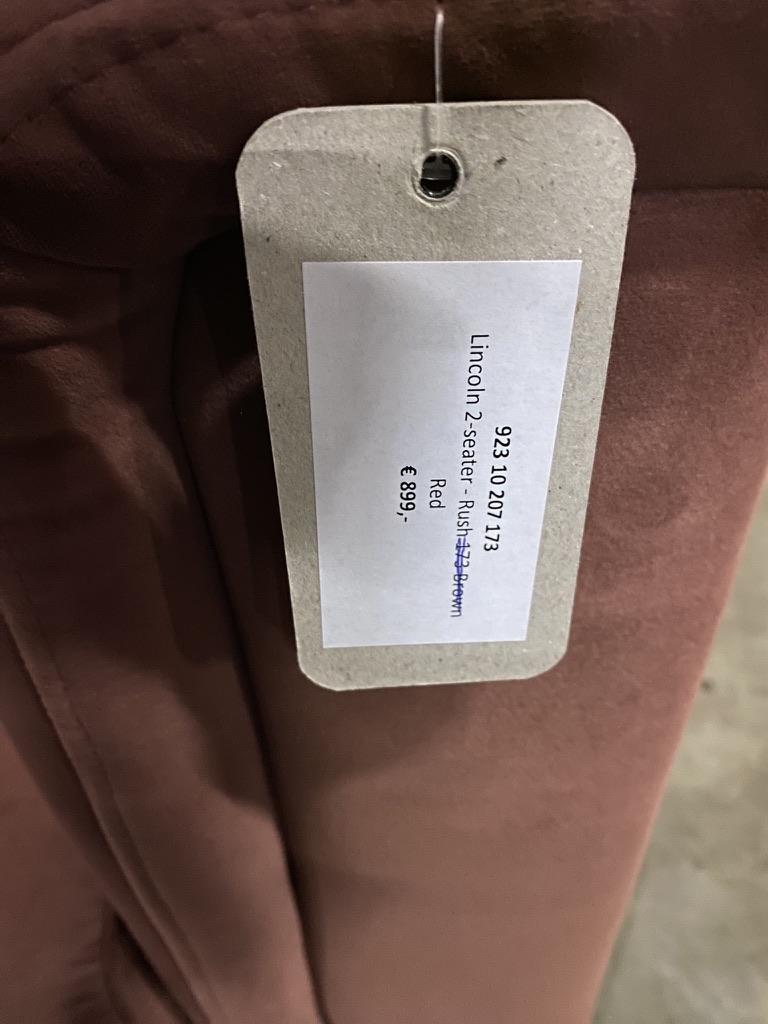 923 10 207 173
Lincoln 2-seater - Rush 173 Brown
Red
€ 899,-